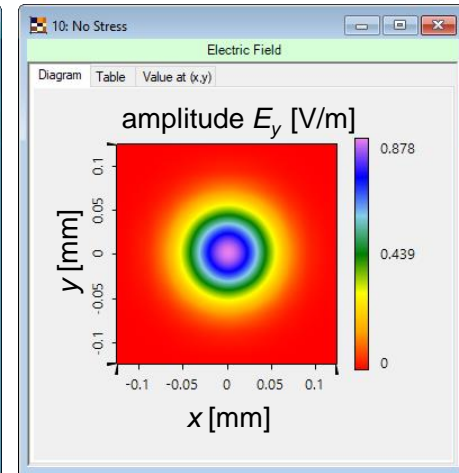 10: No Stress
Electric Field
Diagram Table Value at (x,y)
amplitude Ey [V/m]
0.878
0.439
0
0.1
0.05
0
-0.05
-0.1
y [mm]
-0.1 -0.05 0 0.05 0.1
x [mm]